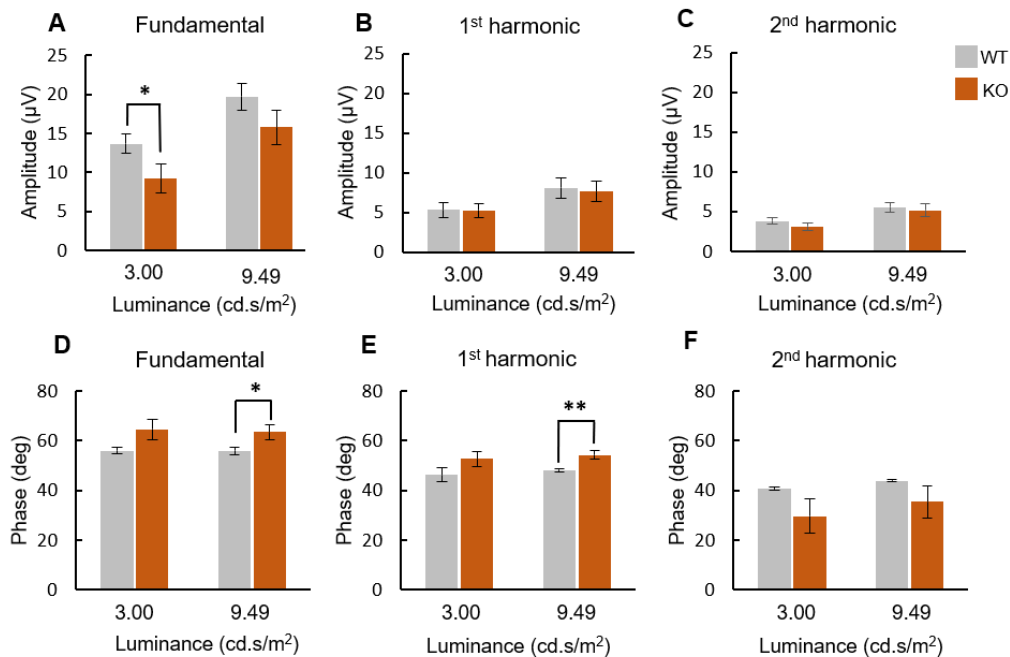 A
Fundamental
Amplitude (µV)
25
20
15
10
5
0
*
3.00
9.49
Luminance (cd.s/m²)
B
1st harmonic
Amplitude (µV)
25
20
15
10
5
0
3.00
9.49
Luminance (cd.s/m²)
C
2nd harmonic
Amplitude (µV)
25
20
15
10
5
0
3.00
9.49
Luminance (cd.s/m²)
WT
KO
D
Fundamental
Phase (deg)
80
60
40
20
0
*
3.00
9.49
Luminance (cd.s/m²)
E
1st harmonic
Phase (deg)
80
60
40
20
0
**
3.00
9.49
Luminance (cd.s/m²)
F
2nd harmonic
Phase (deg)
80
60
40
20
0
3.00
9.49
Luminance (cd.s/m²)